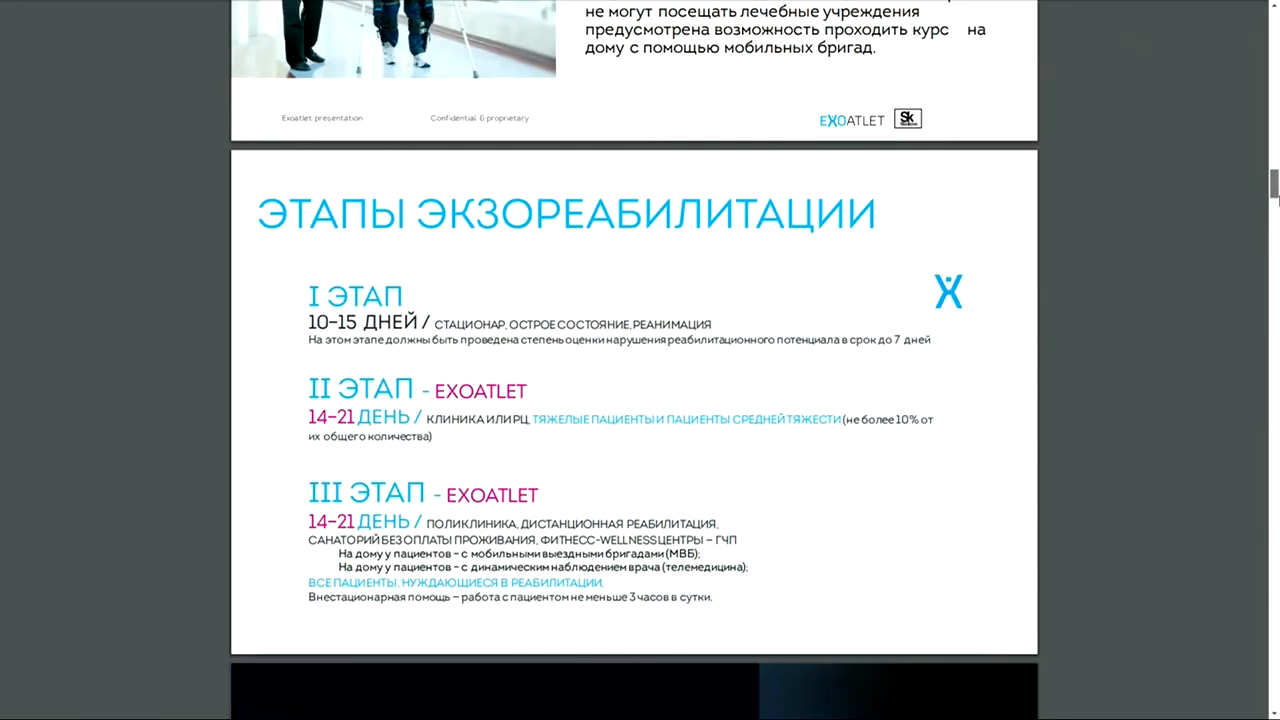 не могут посещать лечебные учреждения
предусмотрена возможность проходить курс на
дому с помощью мобильных бригад.
Exoatlet presentation
Confidential & proprietary
EXOATLET
Sk
ЭТАПЫ ЭКЗОРЕАБИЛИТАЦИИ
I ЭТАП
10–15 ДНЕЙ / СТАЦИОНАР, ОСТРОЕ СОСТОЯНИЕ, РЕАНИМАЦИЯ
На этом этапе должны быть проведена степень оценки нарушения реабилитационного потенциала в срок до 7 дней
II ЭТАП - EXOATLET
14–21 ДЕНЬ / КЛИНИКА ИЛИ РЦ, ТЯЖЕЛЫЕ ПАЦИЕНТЫ И ПАЦИЕНТЫ СРЕДНЕЙ ТЯЖЕСТИ (не более 10% от
их общего количества)
III ЭТАП - EXOATLET
14–21 ДЕНЬ / ПОЛИКЛИНИКА, ДИСТАНЦИОННАЯ РЕАБИЛИТАЦИЯ,
САНАТОРИЙ БЕЗ ОПЛАТЫ ПРОЖИВАНИЯ, ФИТНЕСС-WELLNESS ЦЕНТРЫ – ГЧП
На дому у пациентов – с мобильными выездными бригадами (МВБ);
На дому у пациентов – с динамическим наблюдением врача (телемедицина);
ВСЕ ПАЦИЕНТЫ, НУЖДАЮЩИЕСЯ В РЕАБИЛИТАЦИИ.
Внестационарная помощь – работа с пациентом не меньше 3 часов в сутки.